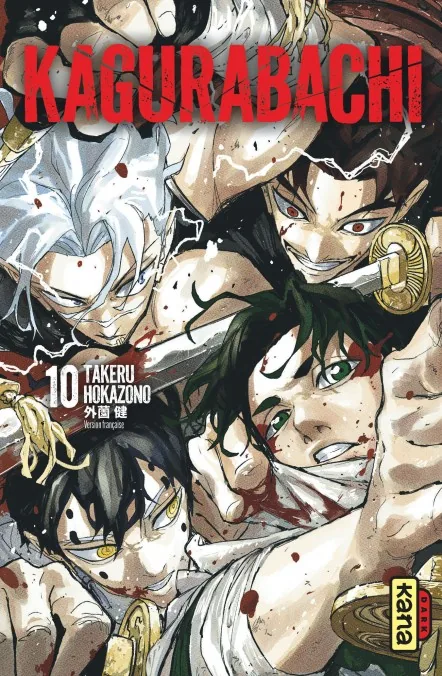 KAGURABACHI
10
TAKERU
HOKAZONO
外薗 健
Version française
DARK
kana